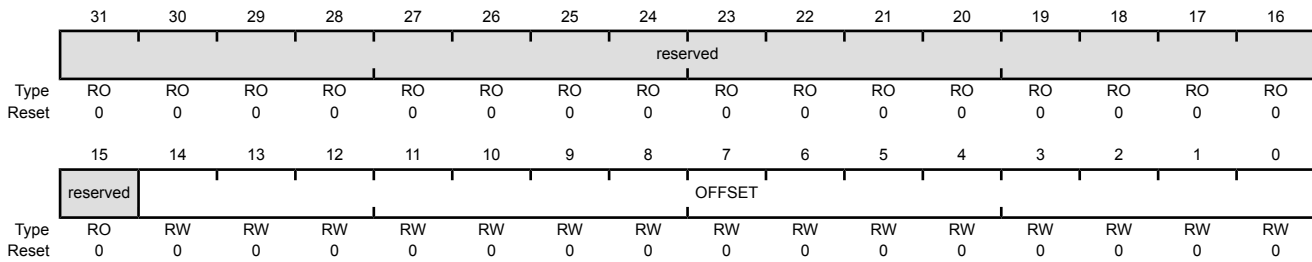 31 30 29 28 27 26 25 24 23 22 21 20 19 18 17 16
reserved
Type RO RO RO RO RO RO RO RO RO RO RO RO RO RO RO RO
Reset 0 0 0 0 0 0 0 0 0 0 0 0 0 0 0 0
15 14 13 12 11 10 9 8 7 6 5 4 3 2 1 0
reserved OFFSET
Type RO RW RW RW RW RW RW RW RW RW RW RW RW RW RW RW
Reset 0 0 0 0 0 0 0 0 0 0 0 0 0 0 0 0